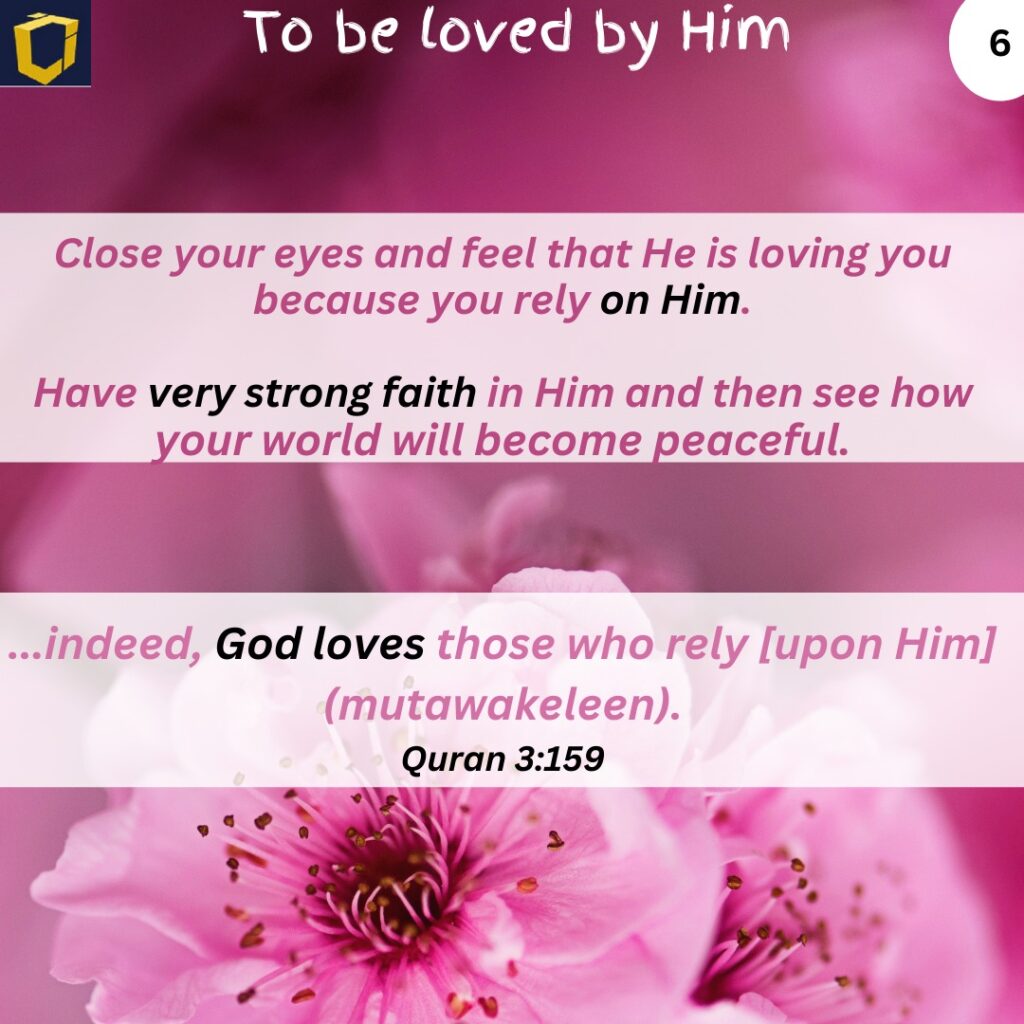 To be loved by Him
6
Close your eyes and feel that He is loving you
because you rely on Him.
Have very strong faith in Him and then see how
your world will become peaceful.
...indeed, God loves those who rely [upon Him]
(mutawakeleen).
Quran 3:159